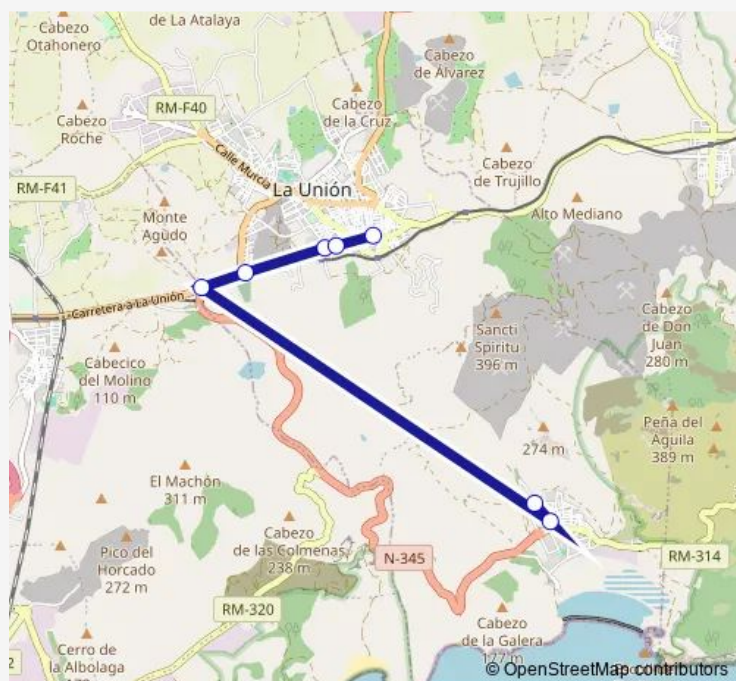 de La Atalaya
Cabezo
Otahonero
Cabezo
de Álvarez
RM-F40
Cabezo
de la Cruz
Cabezo
Roche
Calle Murcia
Cabezo
de Trujillo
RM-F41
La Unión
Alto Mediano
Monte
Agudo
Carretera a La Unión
Cabezo
de Don
Juan
280 m
Sancti
Spiritu
396 m
Cabecico
del Molino
110 m
Peña del
Águila
389 m
274 m
El Machón
311 m
Cabezo
de las Colmenas
238 m
Pico del
Horcado
272 m
N-345
RM-314
RM-320
Cabezo
de la Galera
177 m
Cerro de
la Albolaga
2
© OpenStreetMap contributors